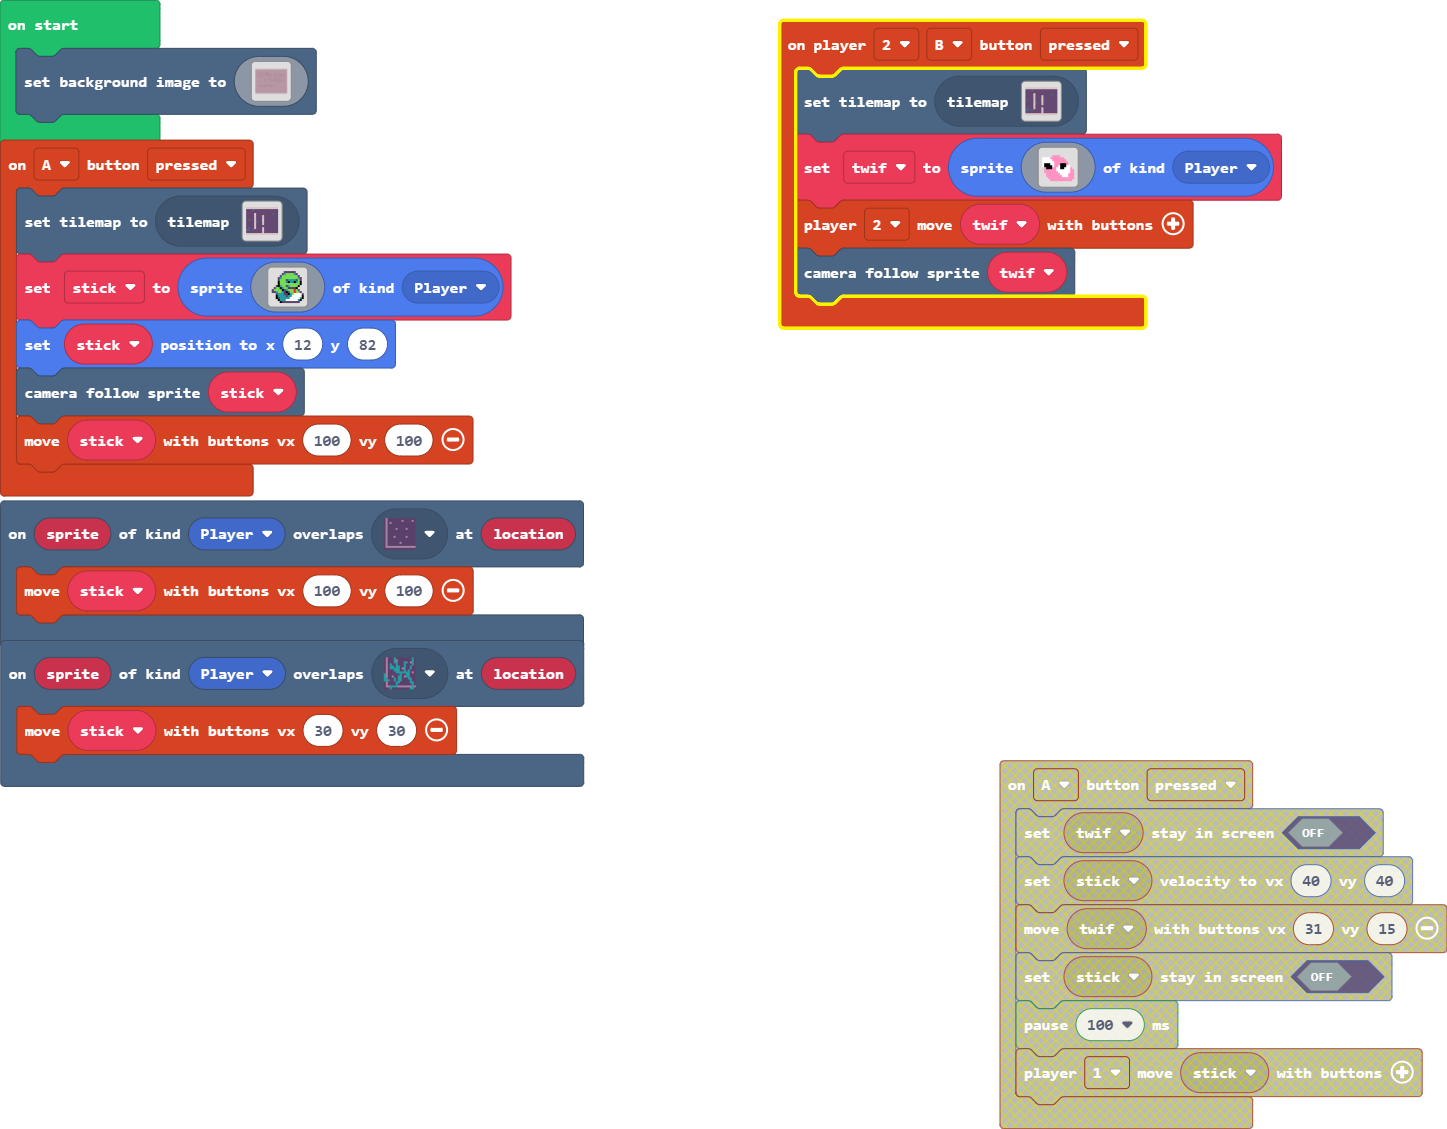 on start
set background image to
on A button pressed
set tilemap to tilemap
set stick to sprite of kind Player
set stick position to x 12 y 82
camera follow sprite stick
move stick with buttons vx 100 vy 100
on sprite of kind Player overlaps at location
move stick with buttons vx 100 vy 100
on sprite of kind Player overlaps at location
move stick with buttons vx 30 vy 30
on player 2 B button pressed
set tilemap to tilemap
set twif to sprite of kind Player
player 2 move twif with buttons
camera follow sprite twif
on A button pressed
set twif stay in screen OFF
set stick velocity to vx 40 vy 40
move twif with buttons vx 31 vy 15
set stick stay in screen OFF
pause 100 ms
player 1 move stick with buttons